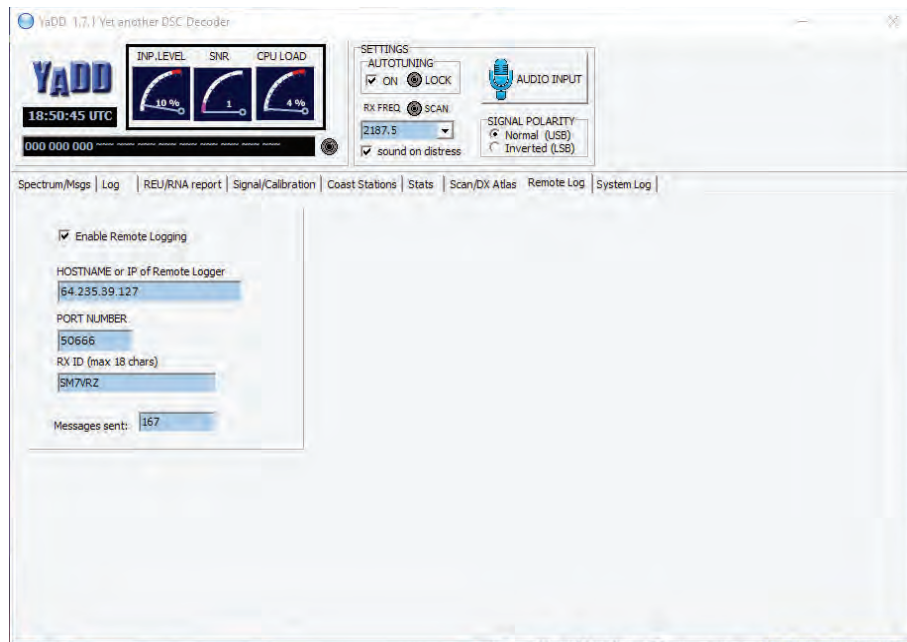 YaDD 1.7.1 Yet another DSC Decoder
YADD
INP.LEVEL SNR CPU LOAD
10 % 1 4 %
18:50:45 UTC
000 000 000 ~~~ ~~~ ~~~ ~~~ ~~~ ~~~ ~~~ ~~~ ~~~
SETTINGS
AUTOTUNING
ON LOCK
RX FREQ SCAN
2187.5
sound on distress
AUDIO INPUT
SIGNAL POLARITY
Normal (USB)
Inverted (LSB)
Spectrum/Msgs Log REU/RNA report Signal/Calibration Coast Stations Stats Scan/DX Atlas Remote Log System Log
Enable Remote Logging
HOSTNAME or IP of Remote Logger
64.235.39.127
PORT NUMBER
50666
RX ID (max 18 chars)
SM7VRZ
Messages sent: 167